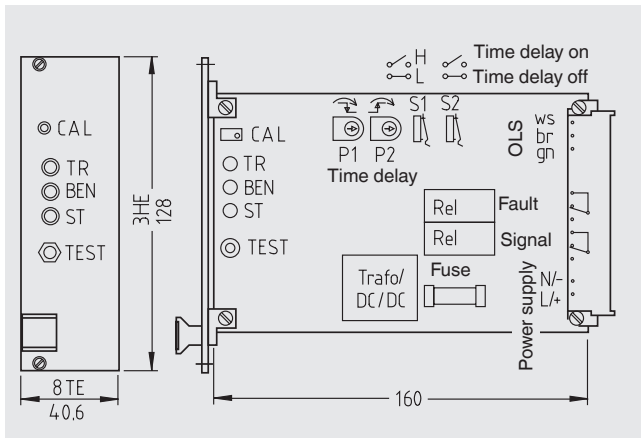 CAL
TR
BEN
ST
TEST
3HE
128
8 TE
40,6
H
L
Time delay on
Time delay off
S1 S2
P1 P2
Time delay
CAL
TR
BEN
ST
TEST
OLS
ws
br
gn
Rel
Fault
Rel
Signal
Trafo/
DC/DC
Fuse
Power supply
N/-
L/+
160